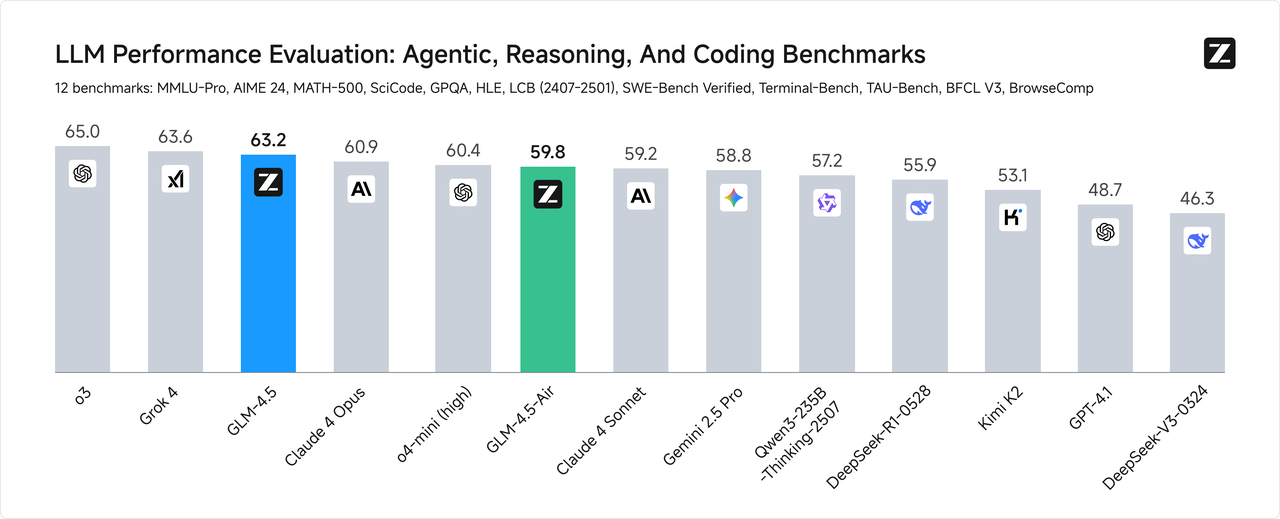 LLM Performance Evaluation: Agentic, Reasoning, And Coding Benchmarks
12 benchmarks: MMLU-Pro, AIME 24, MATH-500, SciCode, GPQA, HLE, LCB (2407-2501), SWE-Bench Verified, Terminal-Bench, TAU-Bench, BFCL V3, BrowseComp
65.0
63.6
63.2
60.9
60.4
59.8
59.2
58.8
57.2
55.9
53.1
48.7
46.3
o3
Grok 4
GLM-4.5
Claude 4 Opus
o4-mini (high)
GLM-4.5-Air
Claude 4 Sonnet
Gemini 2.5 Pro
Qwen3-235B
-Thinking-2507
DeepSeek-R1-0528
Kimi K2
GPT-4.1
DeepSeek-V3-0324